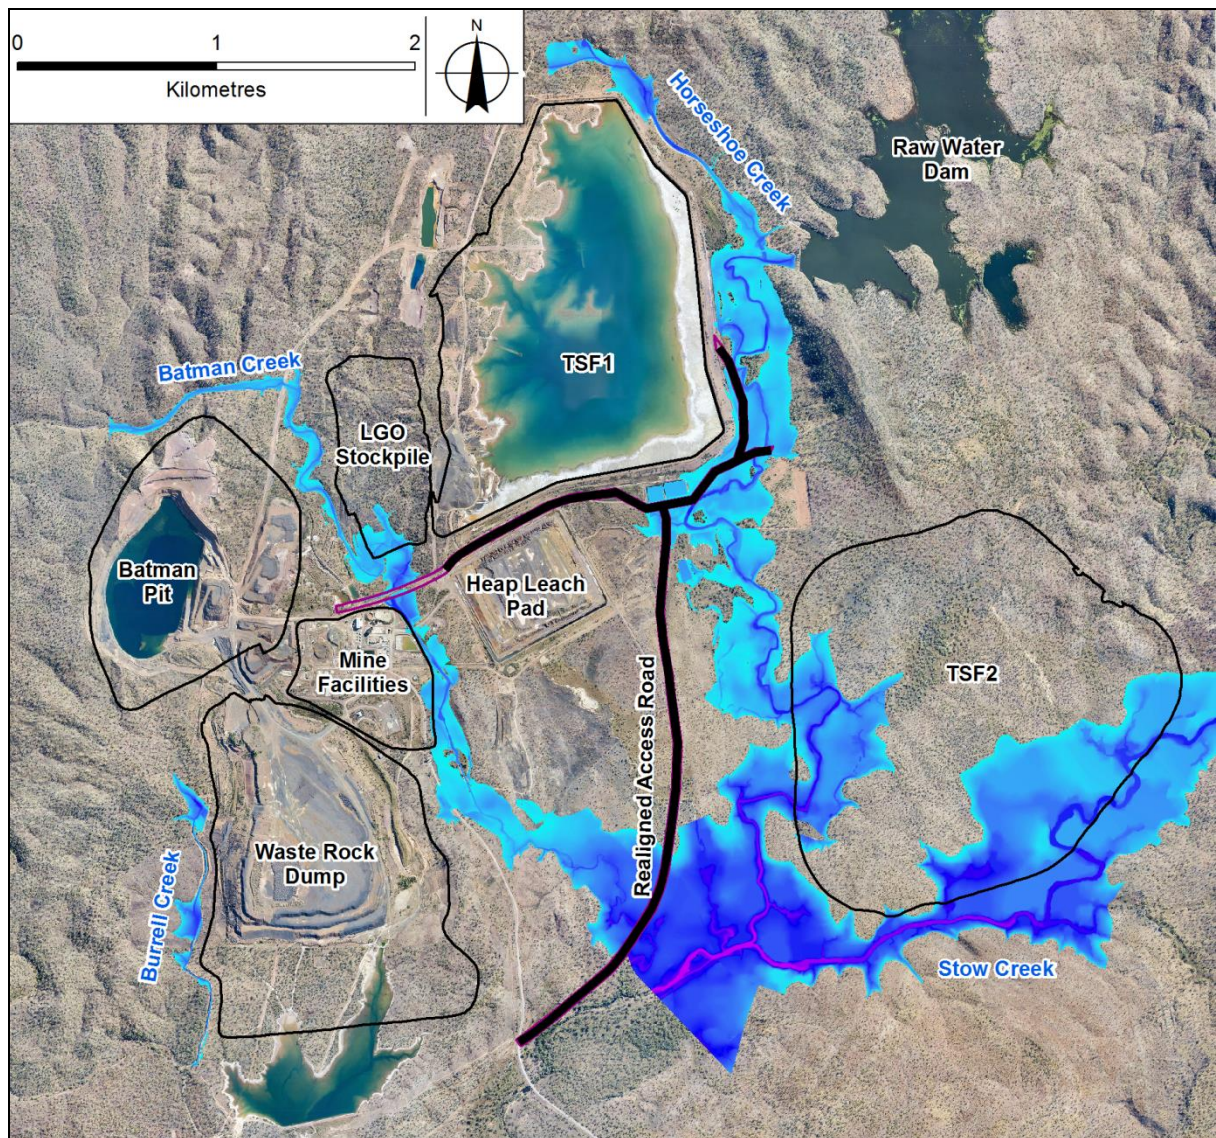 0
1
2
Kilometres
N
Horseshoe Creek
Raw Water
Dam
TSF1
Batman Creek
LGO
Stockpile
Batman
Pit
Heap Leach
Pad
Mine
Facilities
TSF2
Realigned Access Road
Waste Rock
Dump
Burrell Creek
Stow Creek